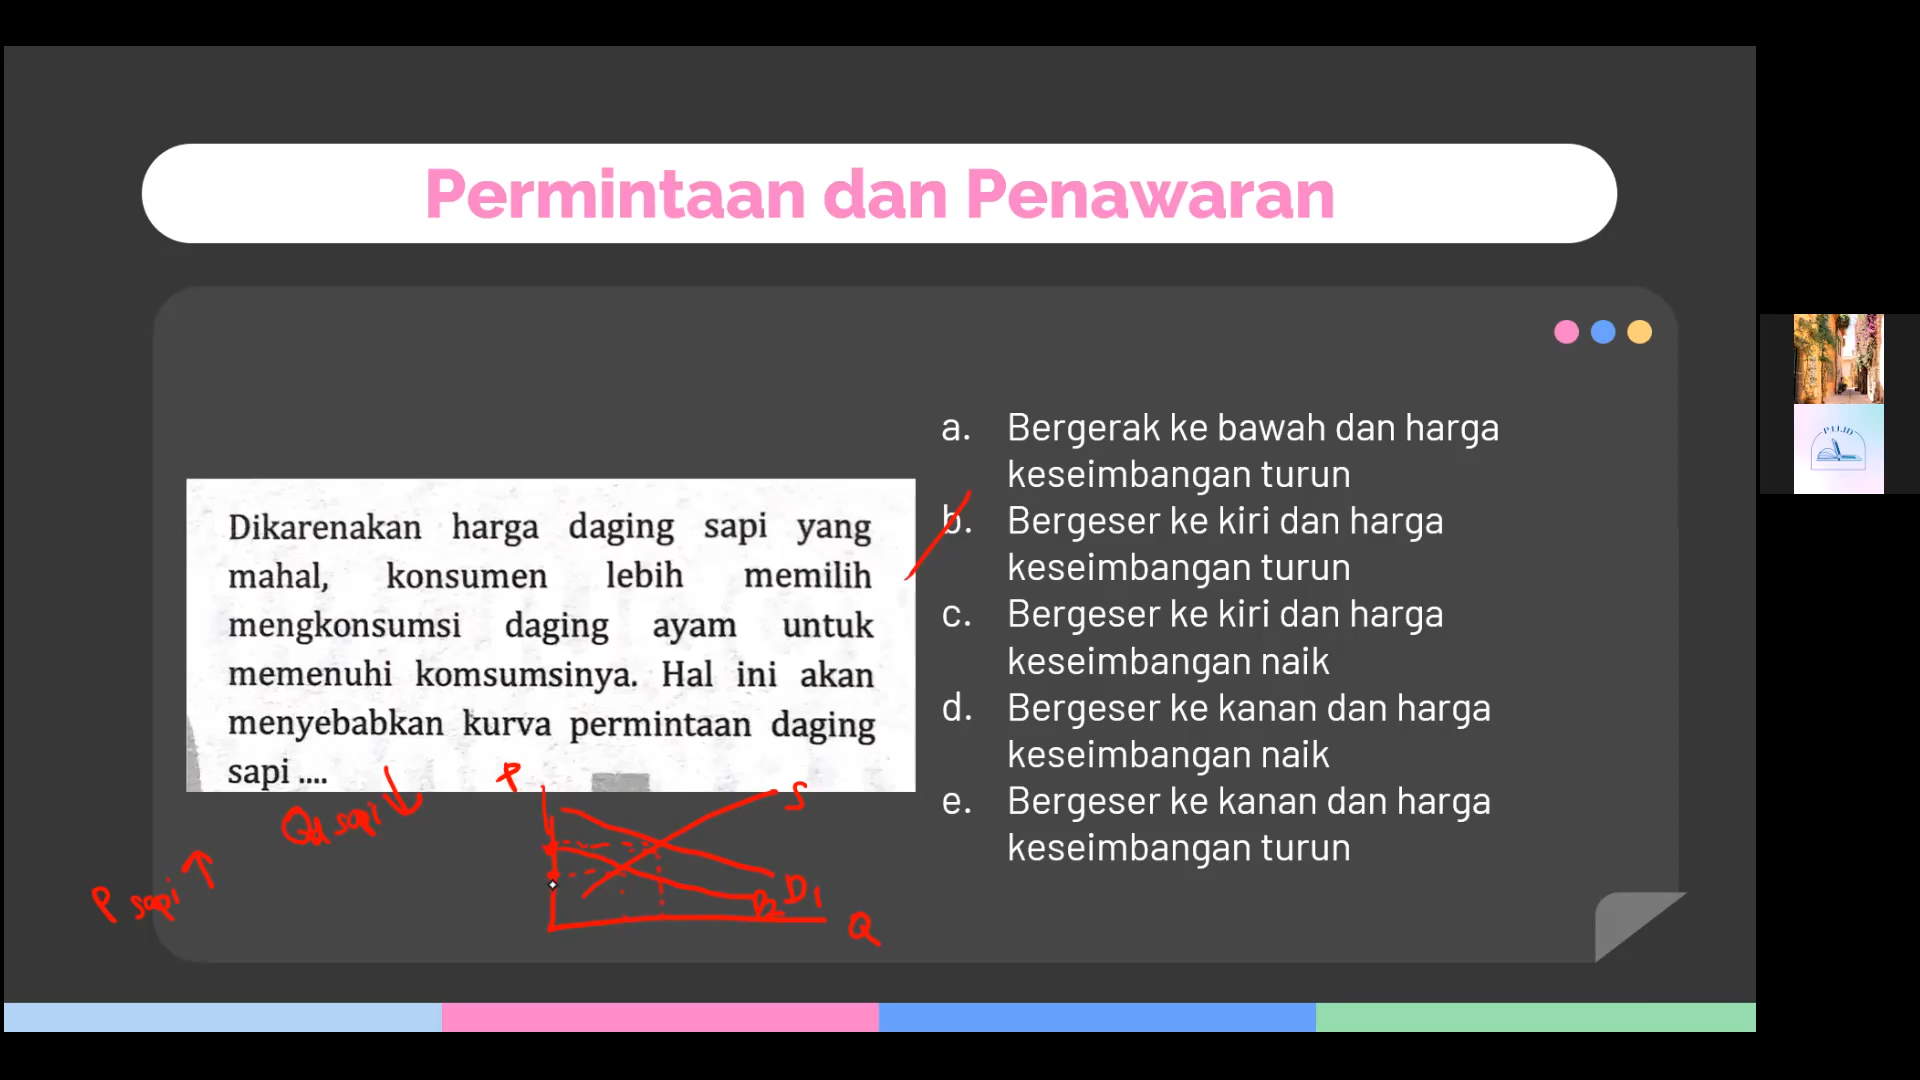 Permintaan dan Penawaran
Dikarenakan harga daging sapi yang
mahal, konsumen lebih memilih
mengkonsumsi daging ayam untuk
memenuhi komsumsinya. Hal ini akan
menyebabkan kurva permintaan daging
sapi ....
a. Bergerak ke bawah dan harga
keseimbangan turun
b. Bergeser ke kiri dan harga
keseimbangan turun
c. Bergeser ke kiri dan harga
keseimbangan naik
d. Bergeser ke kanan dan harga
keseimbangan naik
e. Bergeser ke kanan dan harga
keseimbangan turun
P sapi ↑
Qd sapi ↓
P
S
D1
D2
Q